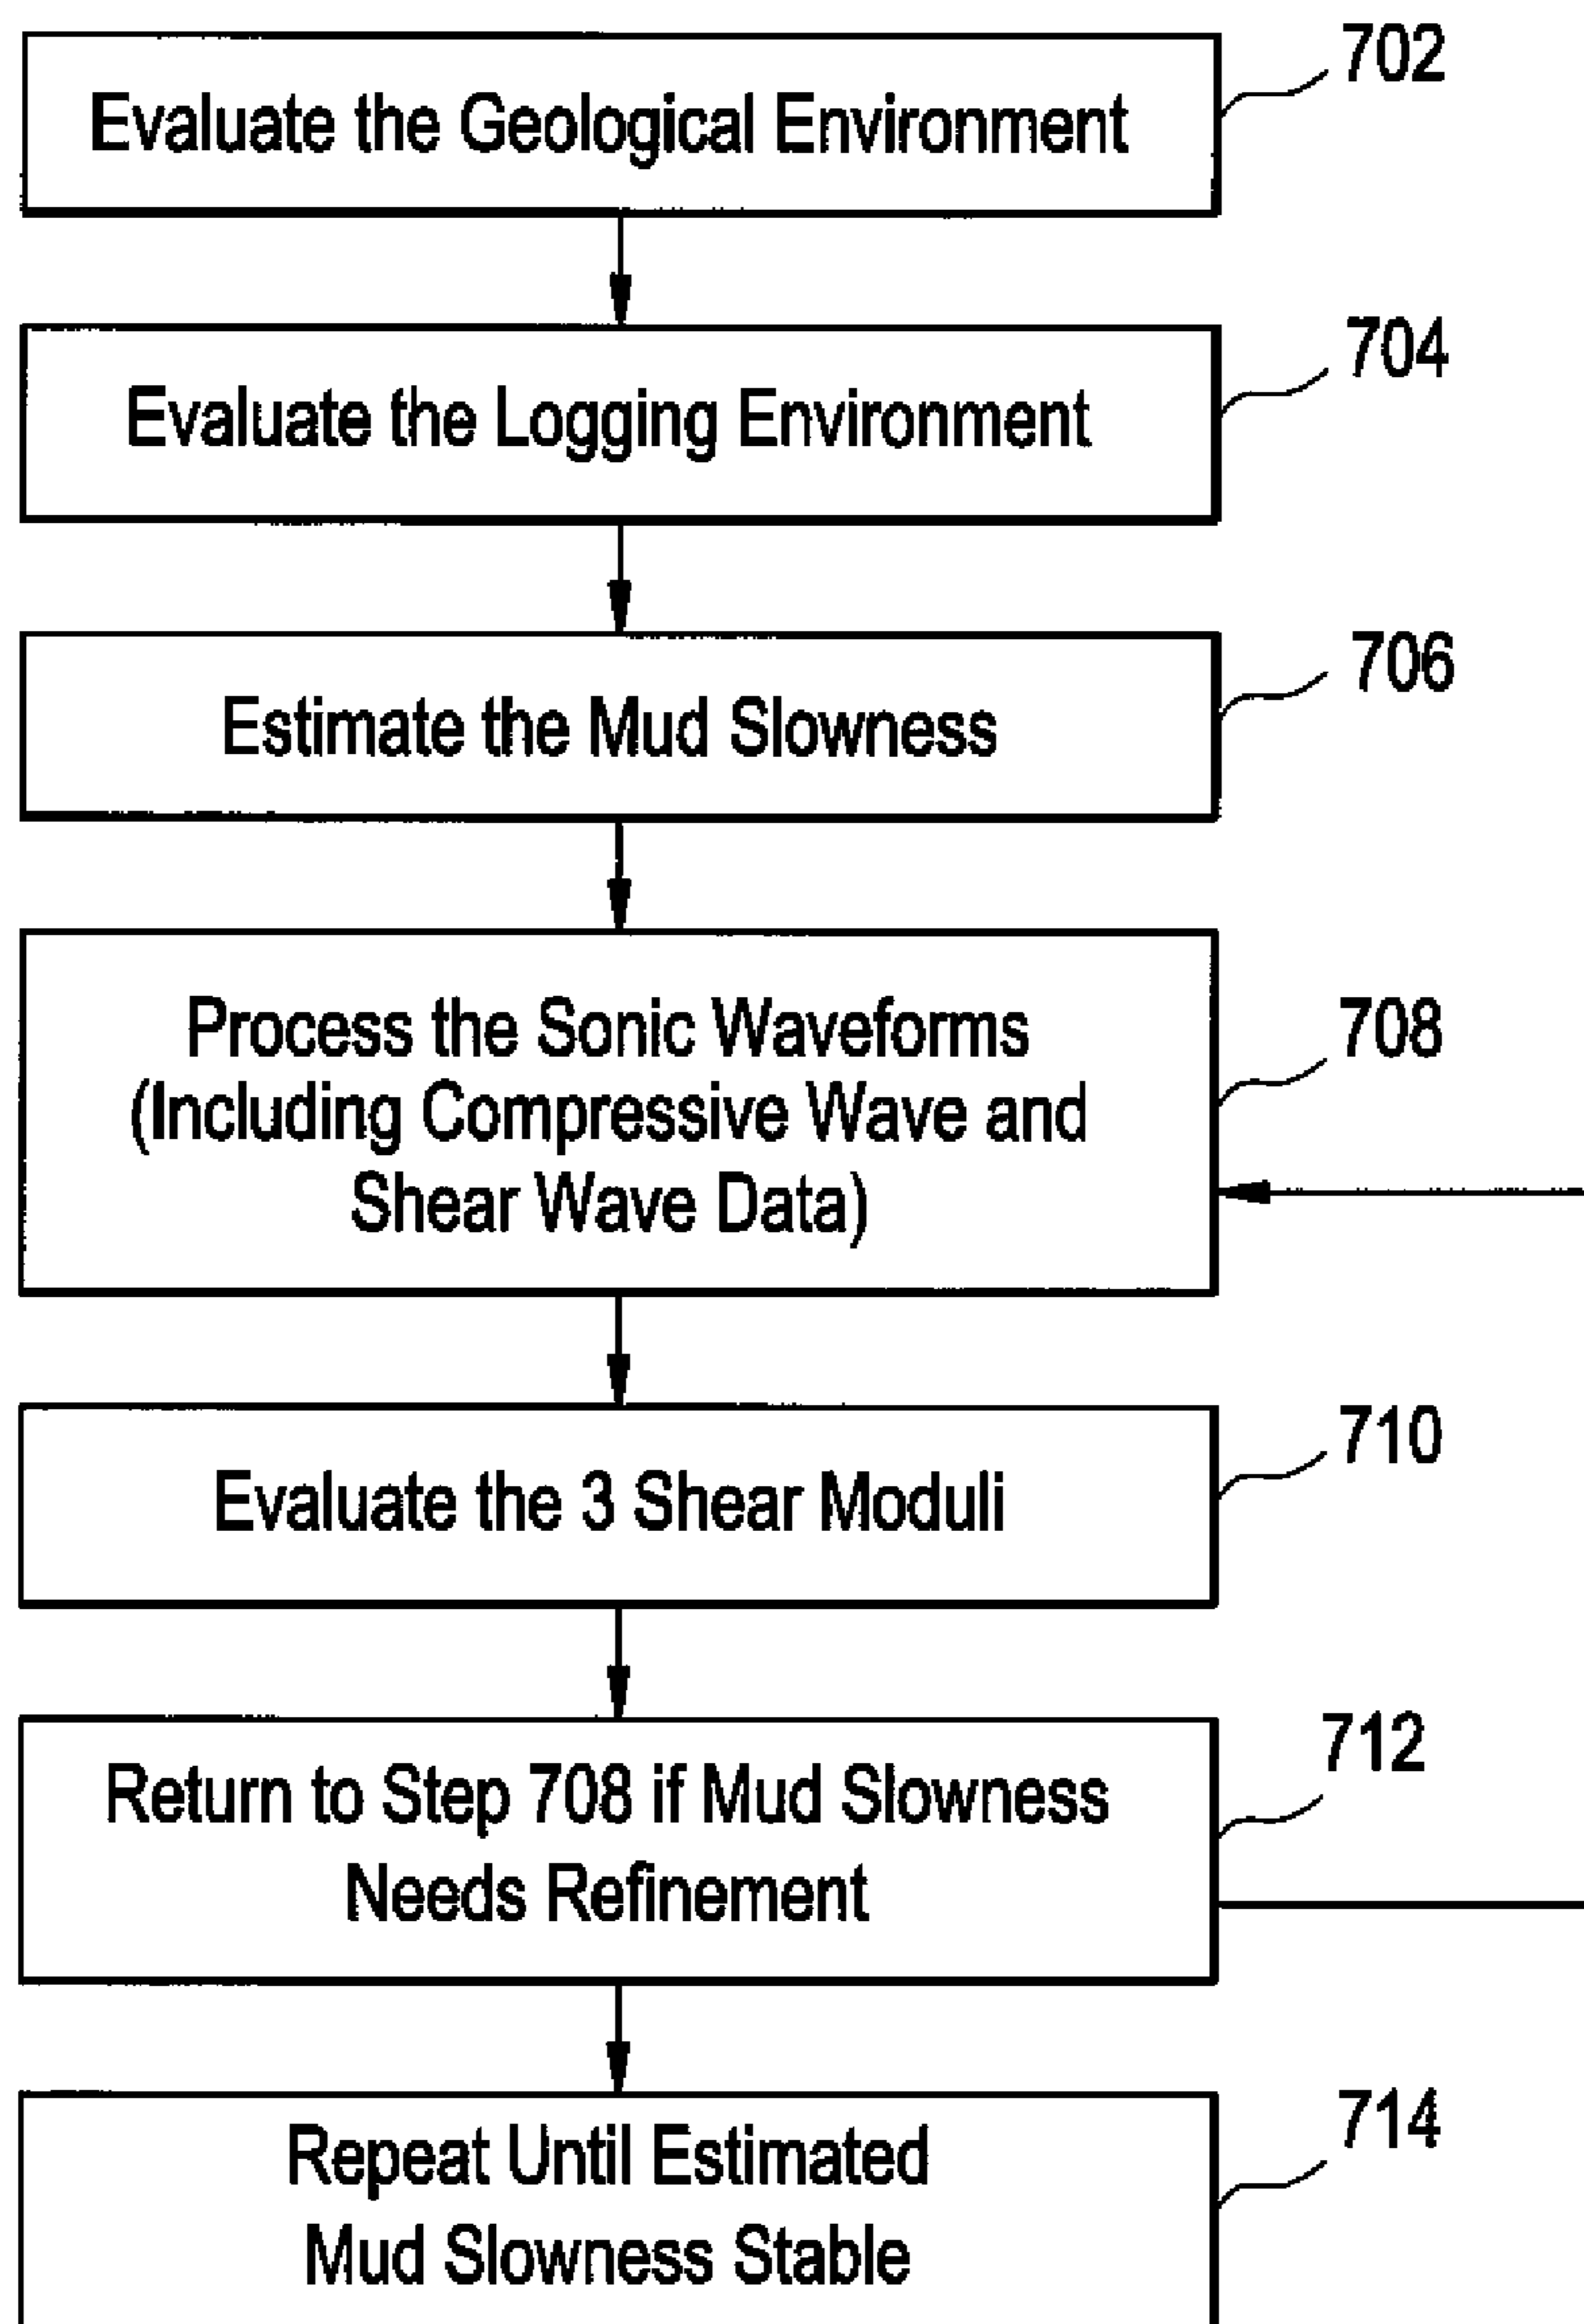 702
Evaluate the Geological Environment
704
Evaluate the Logging Environment
706
Estimate the Mud Slowness
708
Process the Sonic Waveforms
(Including Compressive Wave and
Shear Wave Data)
710
Evaluate the 3 Shear Moduli
712
Return to Step 708 if Mud Slowness
Needs Refinement
714
Repeat Until Estimated
Mud Slowness Stable